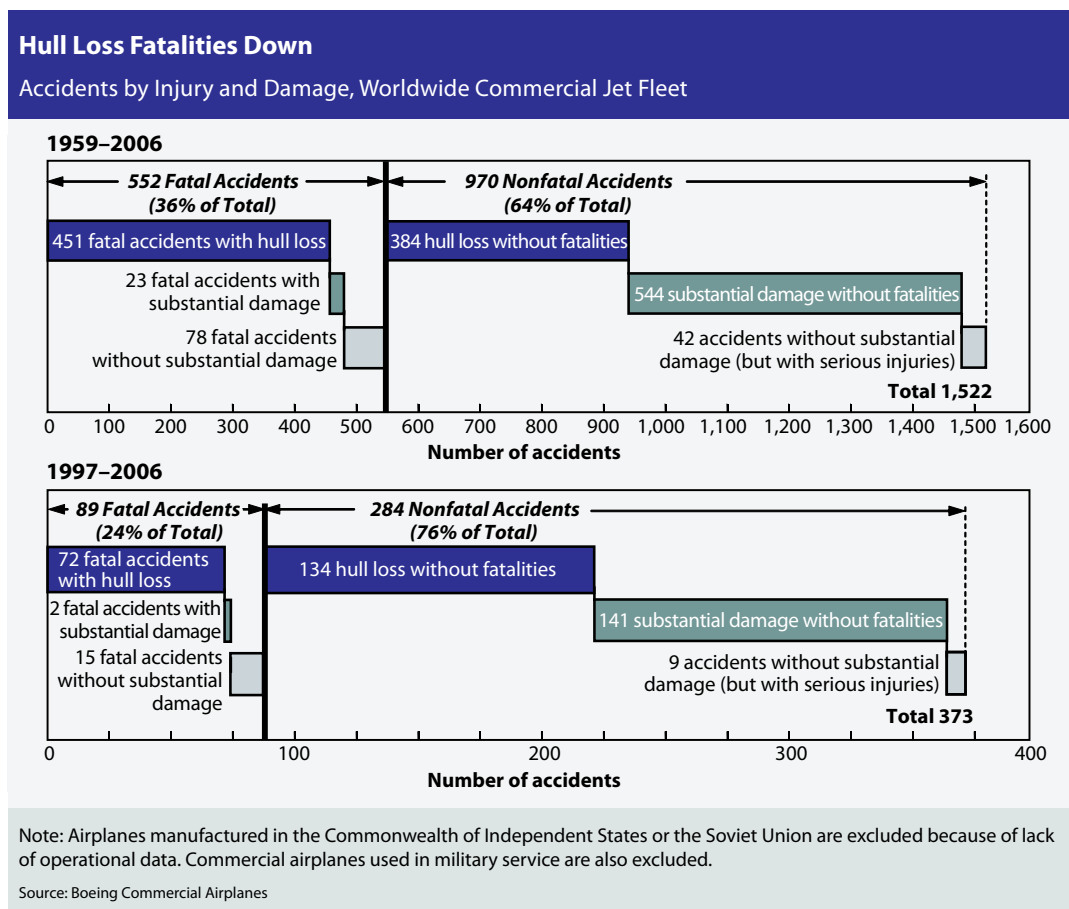 Hull Loss Fatalities Down
Accidents by Injury and Damage, Worldwide Commercial Jet Fleet
1959–2006
552 Fatal Accidents
(36% of Total)
970 Nonfatal Accidents
(64% of Total)
451 fatal accidents with hull loss
384 hull loss without fatalities
23 fatal accidents with
substantial damage
544 substantial damage without fatalities
78 fatal accidents
without substantial damage
42 accidents without substantial
damage (but with serious injuries)
Total 1,522
0 100 200 300 400 500 600 700 800 900 1,000 1,100 1,200 1,300 1,400 1,500 1,600
Number of accidents
1997–2006
89 Fatal Accidents
(24% of Total)
284 Nonfatal Accidents
(76% of Total)
72 fatal accidents
with hull loss
134 hull loss without fatalities
2 fatal accidents with
substantial damage
141 substantial damage without fatalities
15 fatal accidents
without substantial
damage
9 accidents without substantial
damage (but with serious injuries)
Total 373
0 100 200 300 400
Number of accidents
Note: Airplanes manufactured in the Commonwealth of Independent States or the Soviet Union are excluded because of lack
of operational data. Commercial airplanes used in military service are also excluded.
Source: Boeing Commercial Airplanes